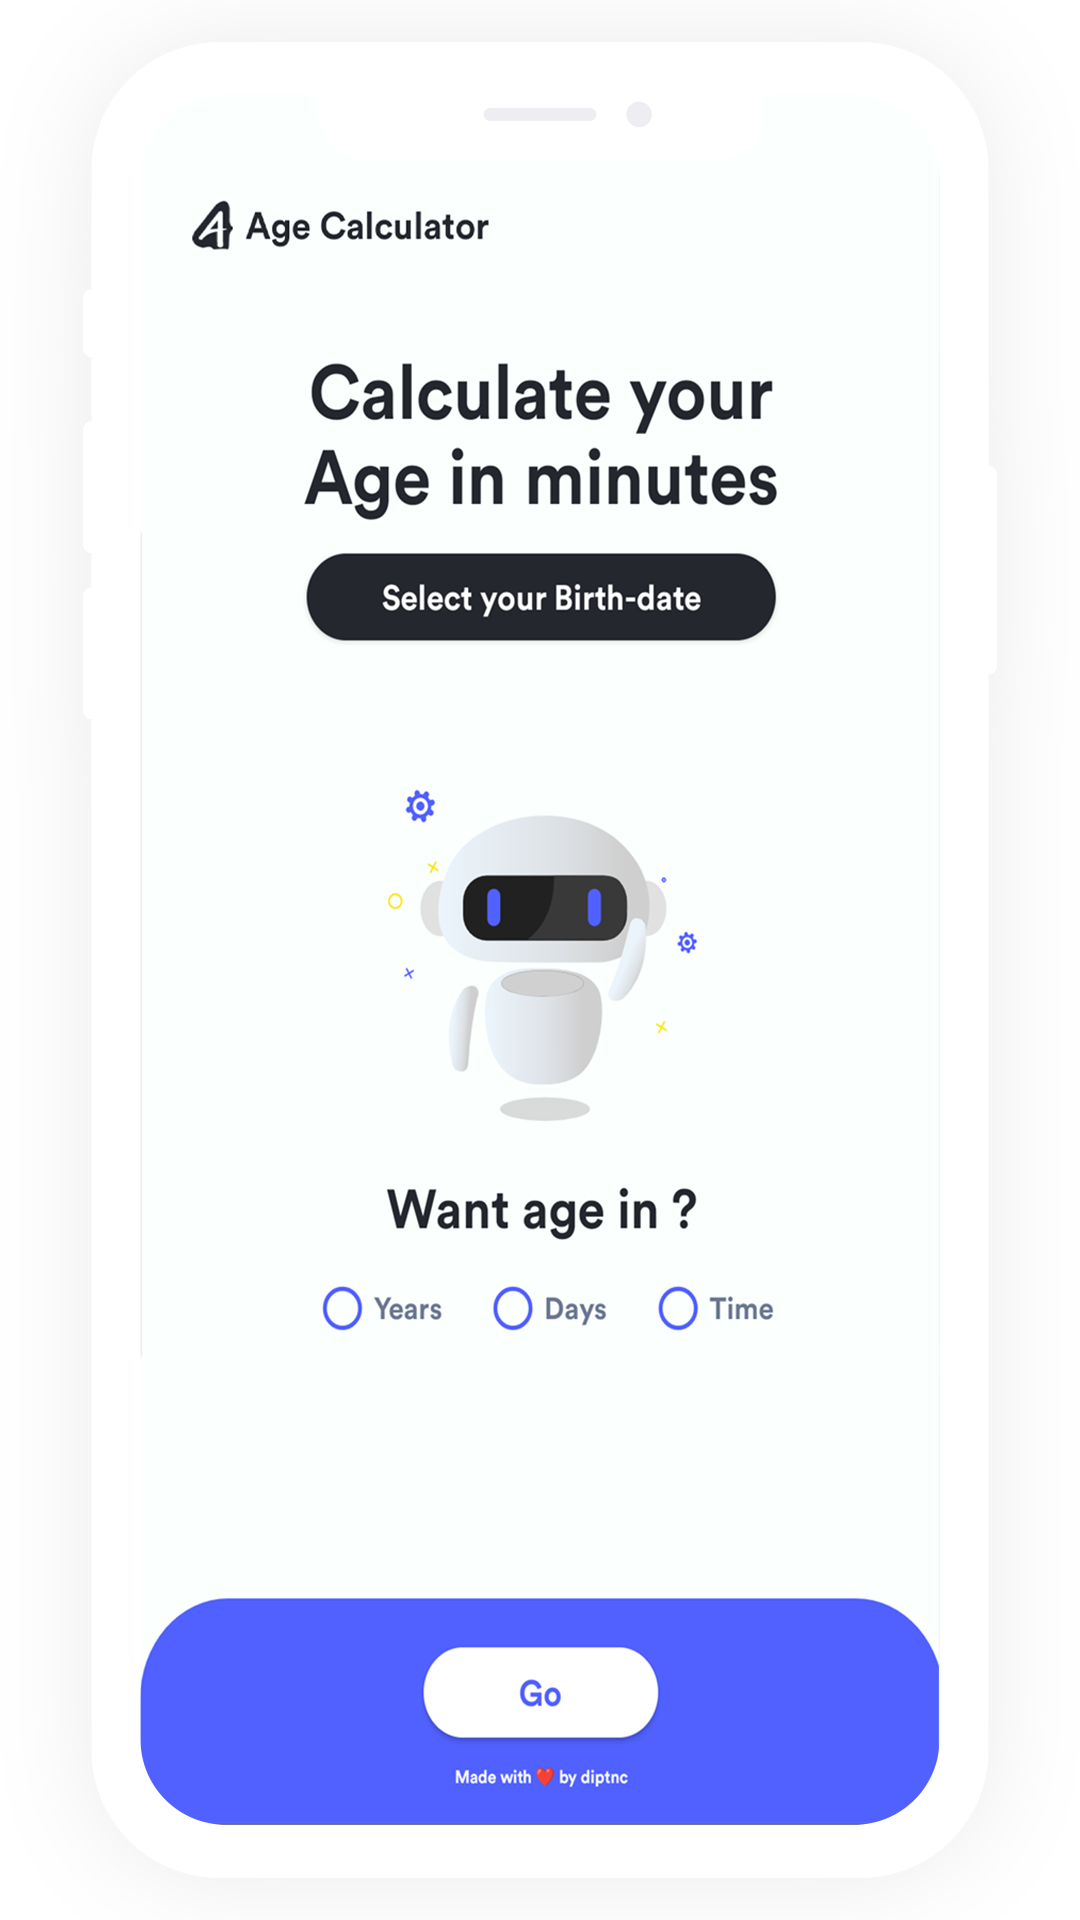 Age Calculator
Calculate your
Age in minutes
Select your Birth-date
Want age in ?
Years Days Time
Go
Made with ❤️ by diptnc